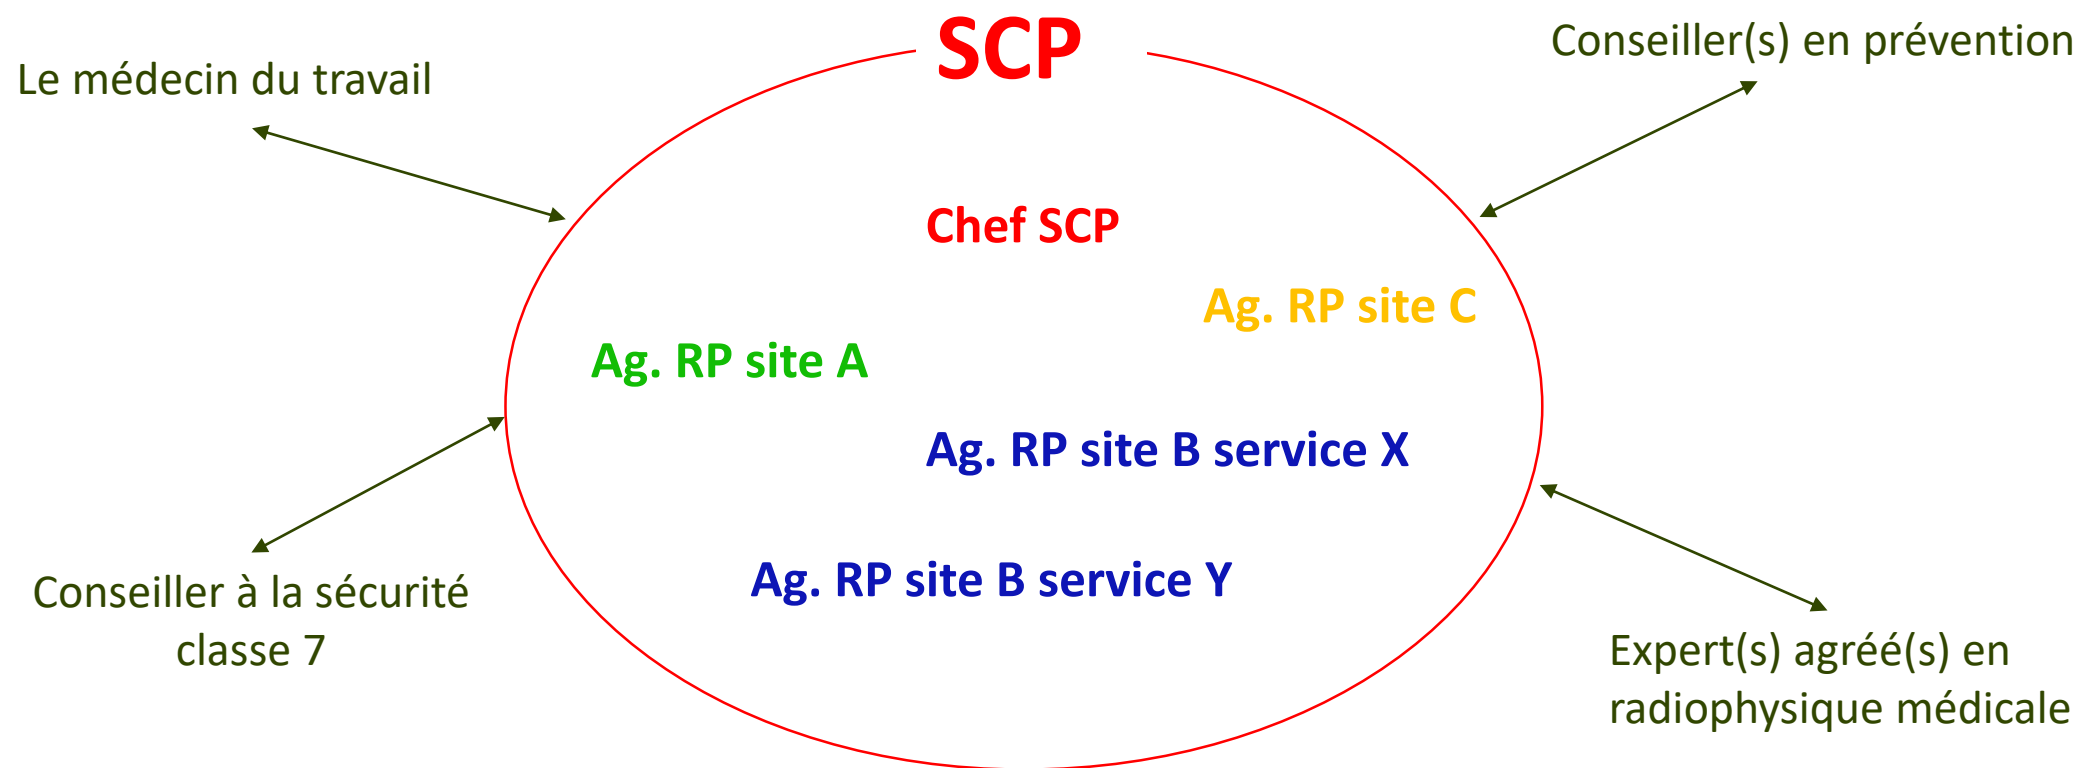 SCP
Le médecin du travail
Conseiller(s) en prévention
Chef SCP
Ag. RP site C
Ag. RP site A
Ag. RP site B service X
Ag. RP site B service Y
Conseiller à la sécurité
classe 7
Expert(s) agréé(s) en
radiophysique médicale